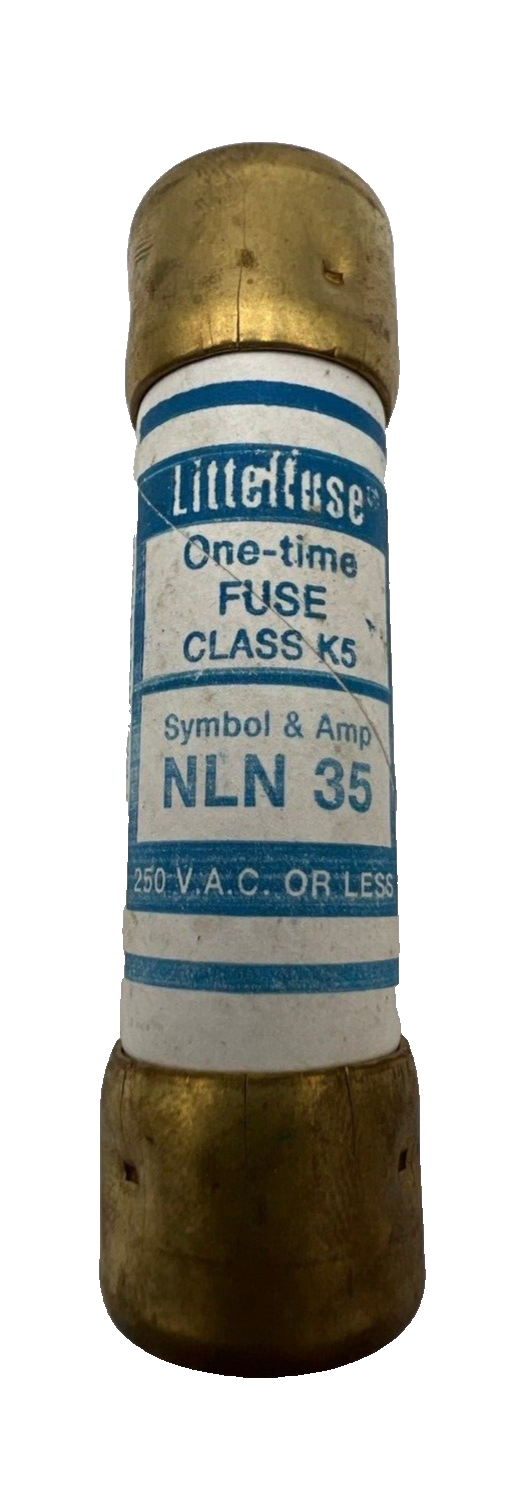 Littelfuse
One-time
FUSE
CLASS K5
Symbol & Amp
NLN 35
250 V.A.C. OR LESS